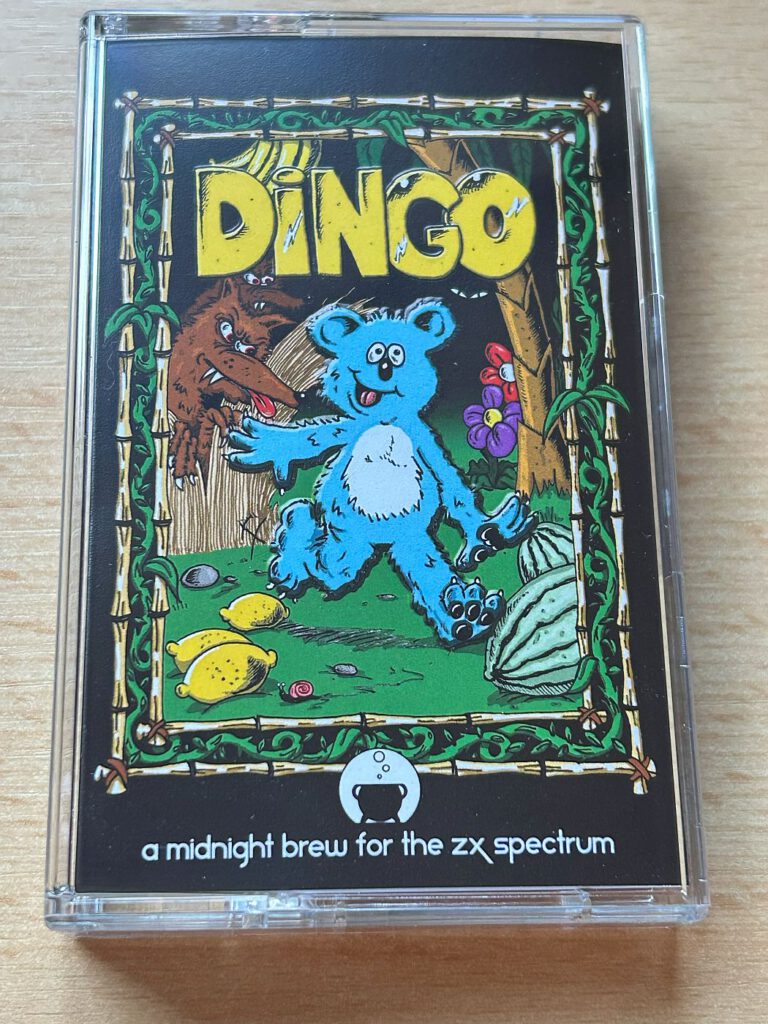 DiNGO
a midnight brew for the zx spectrum